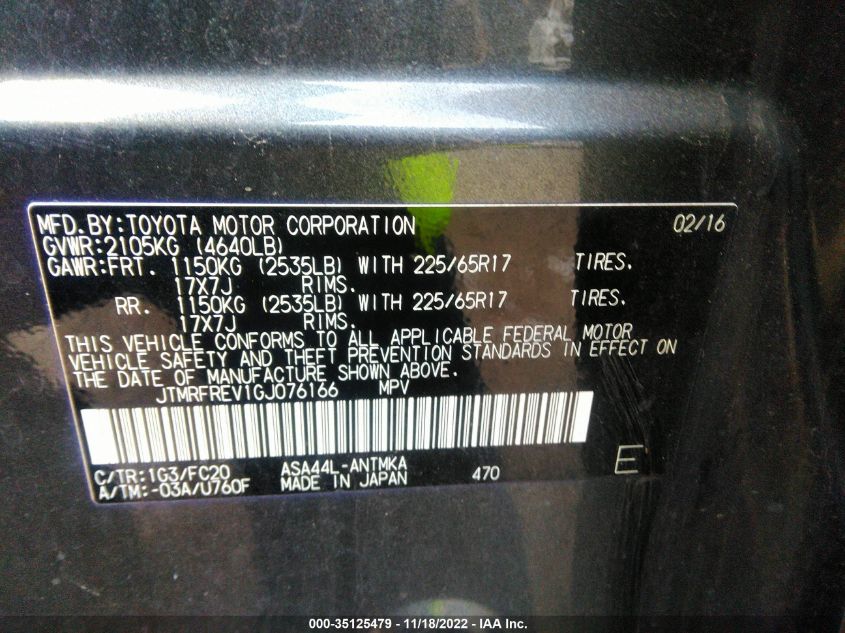 MFD.BY:TOYOTA MOTOR CORPORATION 02/16
GVWR:2105KG (4640LB)
GAWR:FRT. 1150KG (2535LB) WITH 225/65R17 TIRES.
17X7J RIMS.
RR. 1150KG (2535LB) WITH 225/65R17 TIRES.
17X7J RIMS.
THIS VEHICLE CONFORMS TO ALL APPLICABLE FEDERAL MOTOR
VEHICLE SAFETY AND THEFT PREVENTION STANDARDS IN EFFECT ON
THE DATE OF MANUFACTURE SHOWN ABOVE.
JTMRFREV1GJ076166 MPV
C/TR:1G3/FC20 ASA44L-ANTMKA
A/TM:-03A/U760F MADE IN JAPAN 470 E
000-35125479 - 11/18/2022 - IAA Inc.